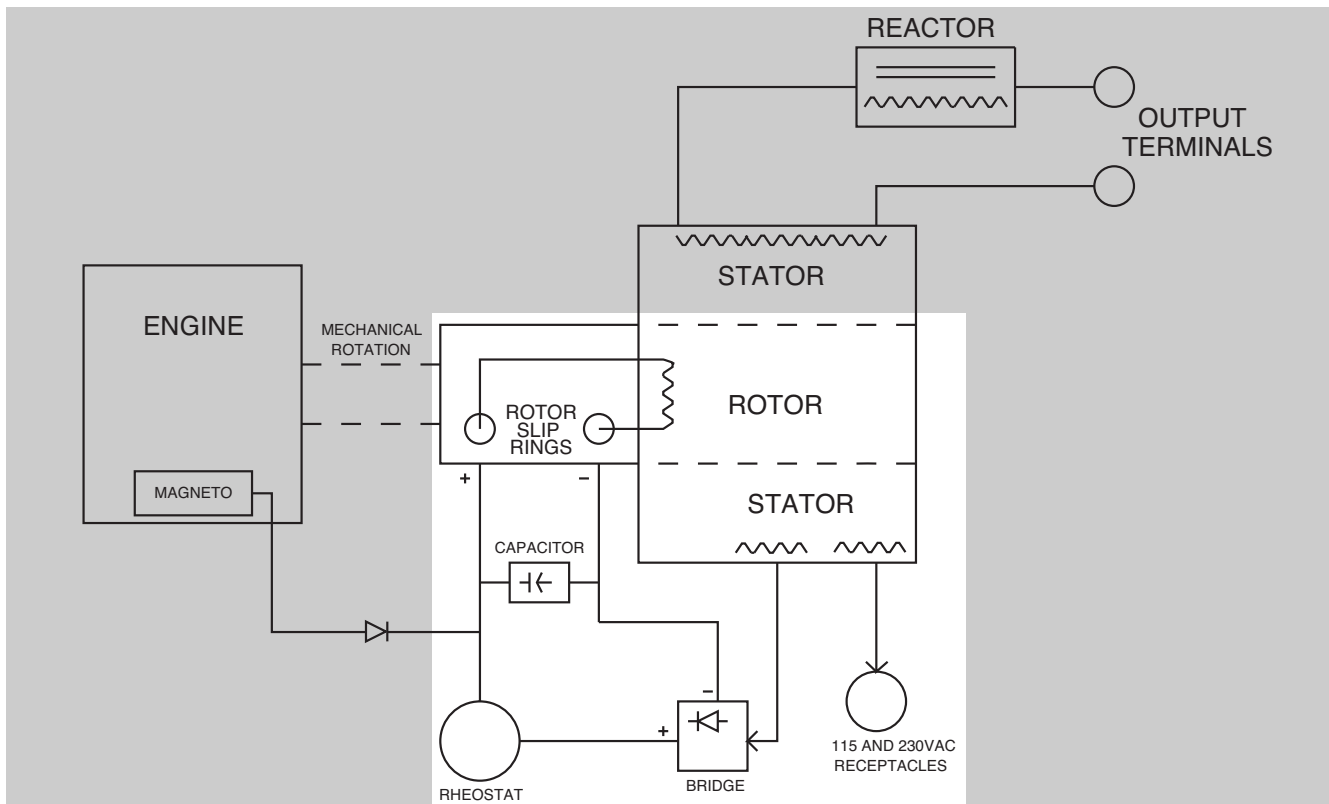 REACTOR
OUTPUT
TERMINALS
STATOR
ENGINE
MECHANICAL
ROTATION
ROTOR
ROTOR
SLIP
RINGS
+
–
MAGNETO
STATOR
CAPACITOR
–
+
115 AND 230VAC
RECEPTACLES
BRIDGE
RHEOSTAT